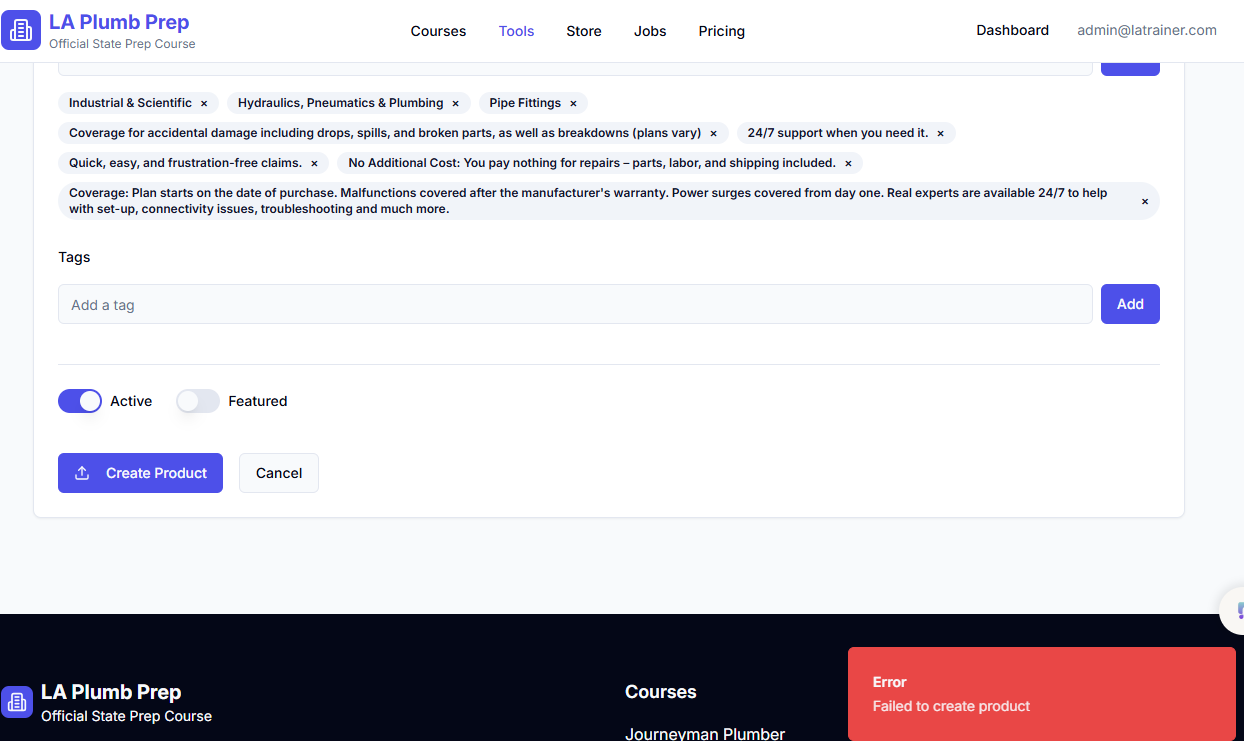 LA Plumb Prep
Official State Prep Course
Courses
Tools
Store
Jobs
Pricing
Dashboard
admin@latrainer.com
Industrial & Scientific ×
Hydraulics, Pneumatics & Plumbing ×
Pipe Fittings ×
Coverage for accidental damage including drops, spills, and broken parts, as well as breakdowns (plans vary) ×
24/7 support when you need it. ×
Quick, easy, and frustration-free claims. ×
No Additional Cost: You pay nothing for repairs – parts, labor, and shipping included. ×
Coverage: Plan starts on the date of purchase. Malfunctions covered after the manufacturer's warranty. Power surges covered from day one. Real experts are available 24/7 to help
with set-up, connectivity issues, troubleshooting and much more. ×
Tags
Add a tag
Add
Active
Featured
Create Product
Cancel
LA Plumb Prep
Official State Prep Course
Courses
Journeyman Plumber
Error
Failed to create product